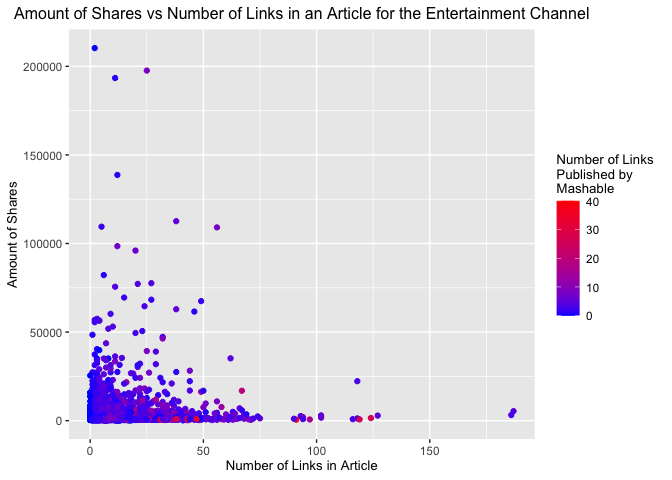 Amount of Shares vs Number of Links in an Article for the Entertainment Channel
200000
150000
100000
50000
0
Amount of Shares
0
50
100
150
Number of Links in Article
Number of Links
Published by
Mashable
40
30
20
10
0